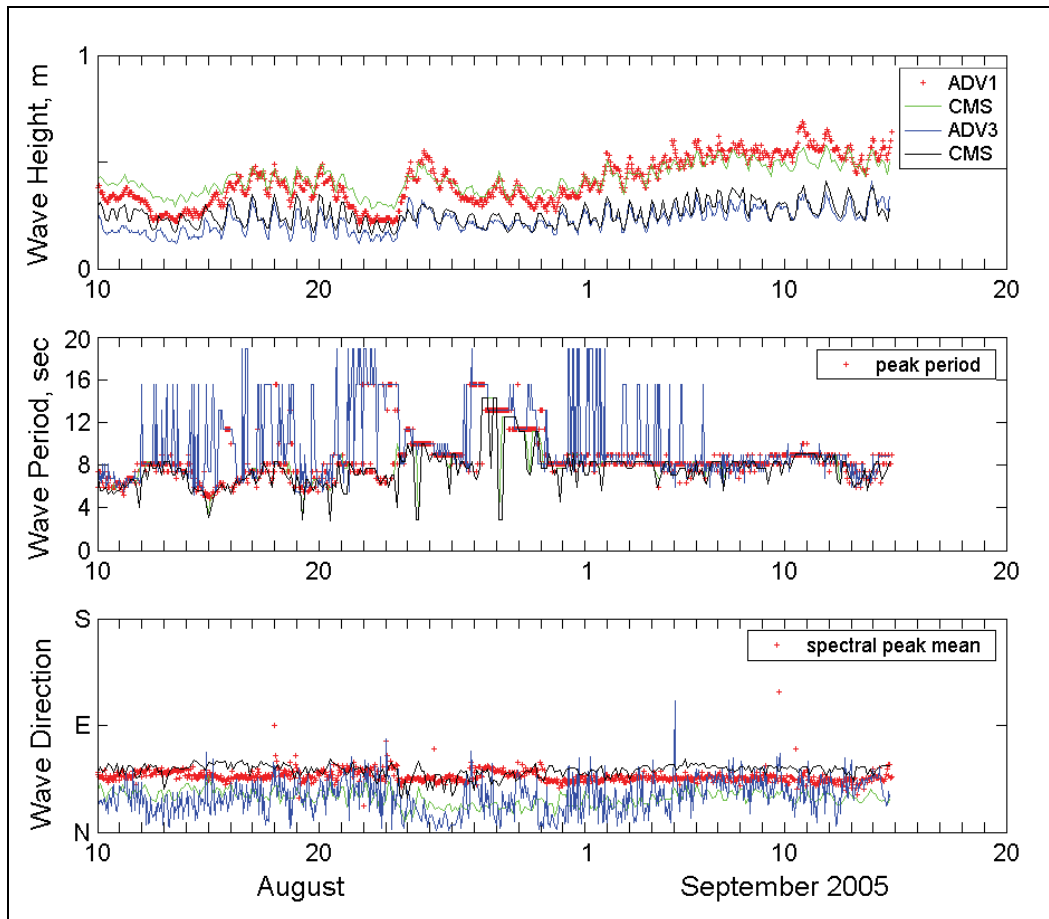 Wave Height, m
1
0
ADV1
CMS
ADV3
CMS
10 20 1 10 20
Wave Period, sec
20
16
12
8
4
0
peak period
10 20 1 10 20
Wave Direction
S
E
N
spectral peak mean
10 20 1 10 20
August September 2005